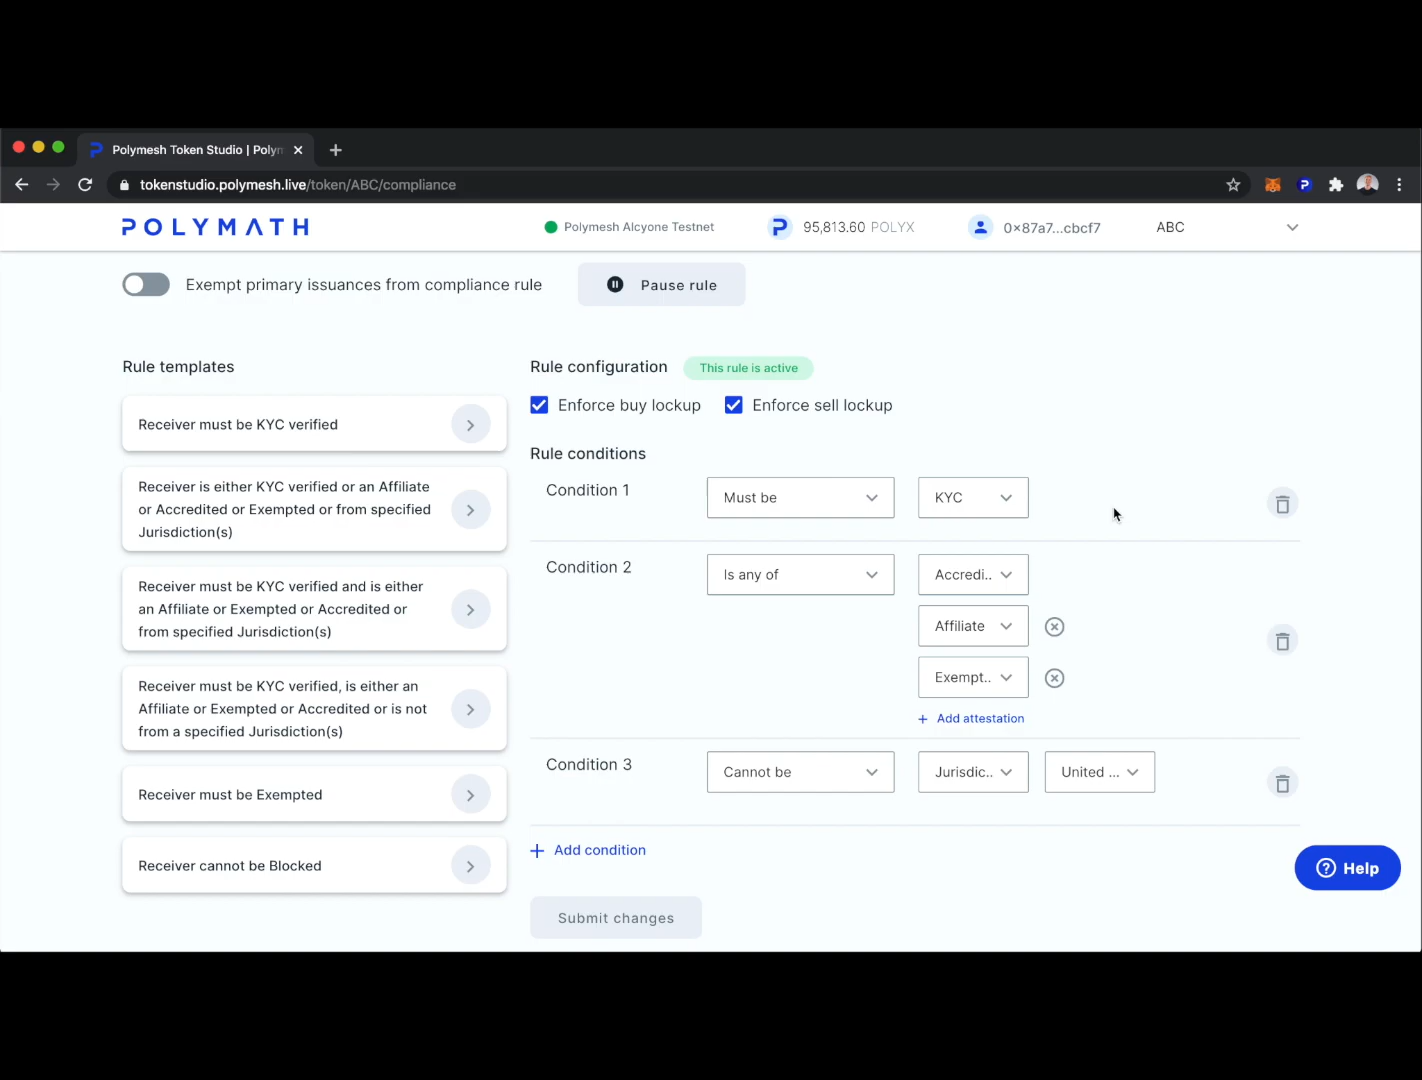 Polymesh Token Studio | Polyn
tokenstudio.polymesh.live/token/ABC/compliance
POLYMATH
Polymesh Alcyone Testnet
95,813.60 POLYX
0x87a7...cbcf7
ABC
Exempt primary issuances from compliance rule
Pause rule
Rule templates
Receiver must be KYC verified
Receiver is either KYC verified or an Affiliate
or Accredited or Exempted or from specified
Jurisdiction(s)
Receiver must be KYC verified and is either
an Affiliate or Exempted or Accredited or
from specified Jurisdiction(s)
Receiver must be KYC verified, is either an
Affiliate or Exempted or Accredited or is not
from a specified Jurisdiction(s)
Receiver must be Exempted
Receiver cannot be Blocked
Rule configuration
This rule is active
Enforce buy lockup
Enforce sell lockup
Rule conditions
Condition 1
Must be
KYC
Condition 2
Is any of
Accredi..
Affiliate
Exempt..
+ Add attestation
Condition 3
Cannot be
Jurisdic..
United ...
+ Add condition
Submit changes
? Help